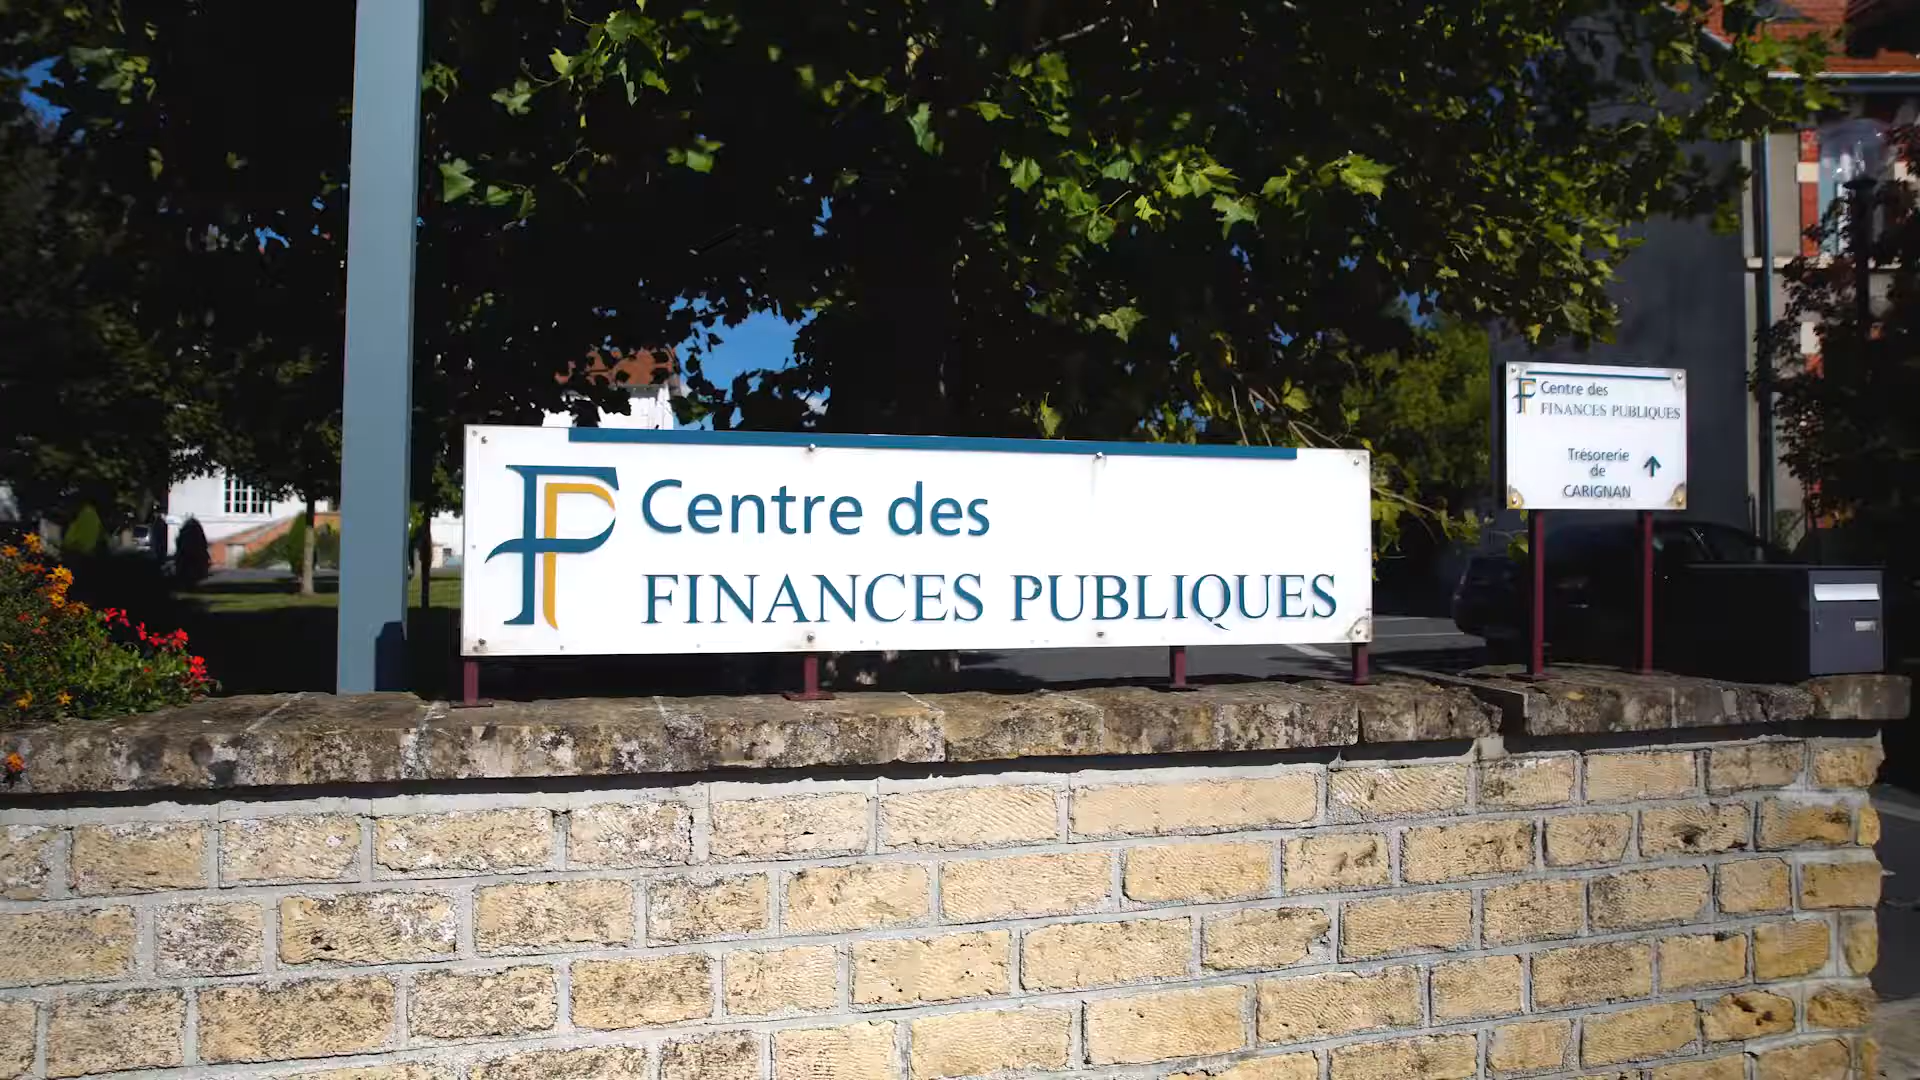 Centre des
FINANCES PUBLIQUES
Centre des
FINANCES PUBLIQUES
Trésorerie
de
CARIGNAN